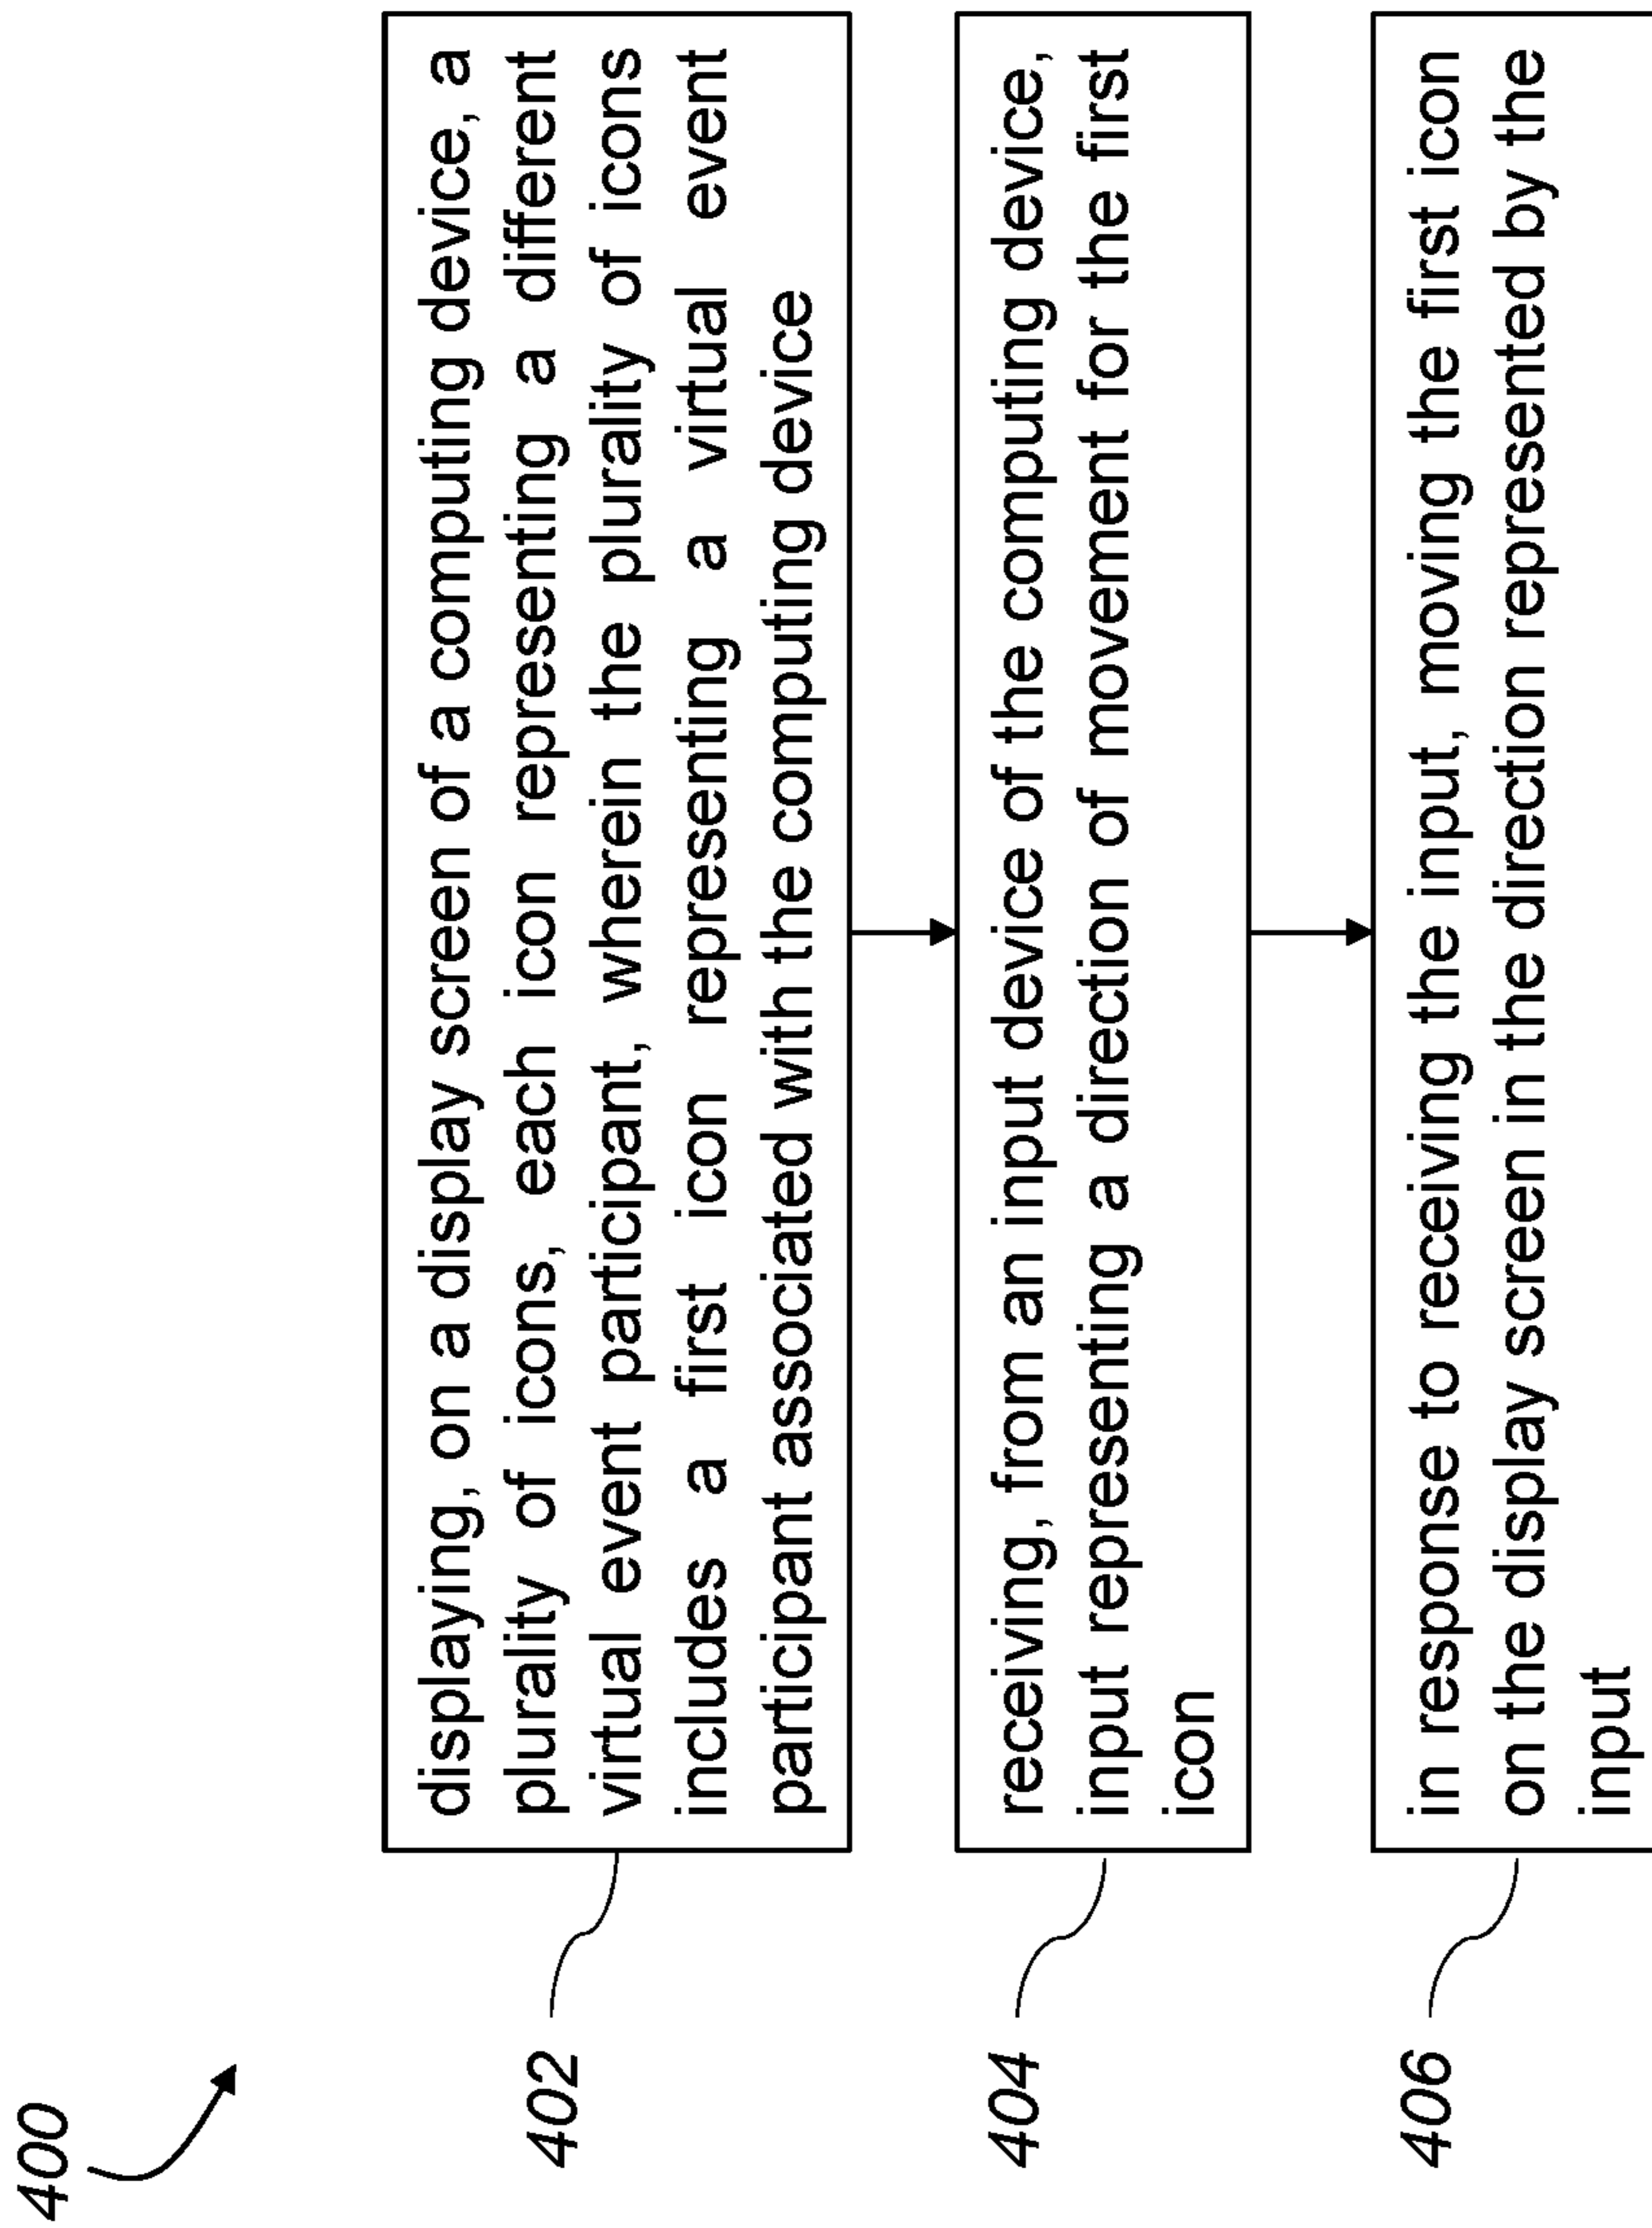 400
402
displaying, on a display screen of a computing device, a
plurality of icons, each icon representing a different
virtual event participant, wherein the plurality of icons
includes a first icon representing a virtual event
participant associated with the computing device
404
receiving, from an input device of the computing device,
input representing a direction of movement for the first
icon
406
in response to receiving the input, moving the first icon
on the display screen in the direction represented by the
input